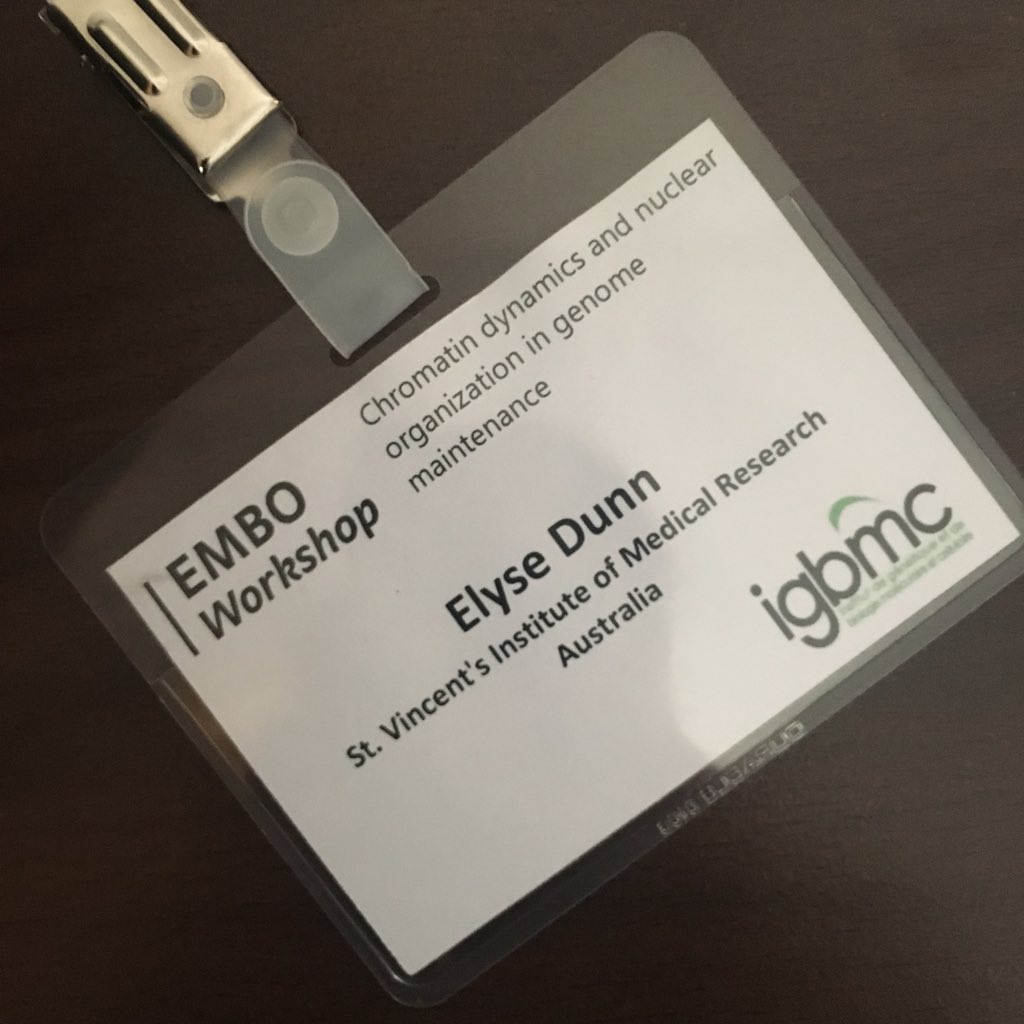 Chromatin dynamics and nuclear
organization in genome
maintenance
EMBO
Workshop
Elyse Dunn
St. Vincent's Institute of Medical Research
Australia
igbmc